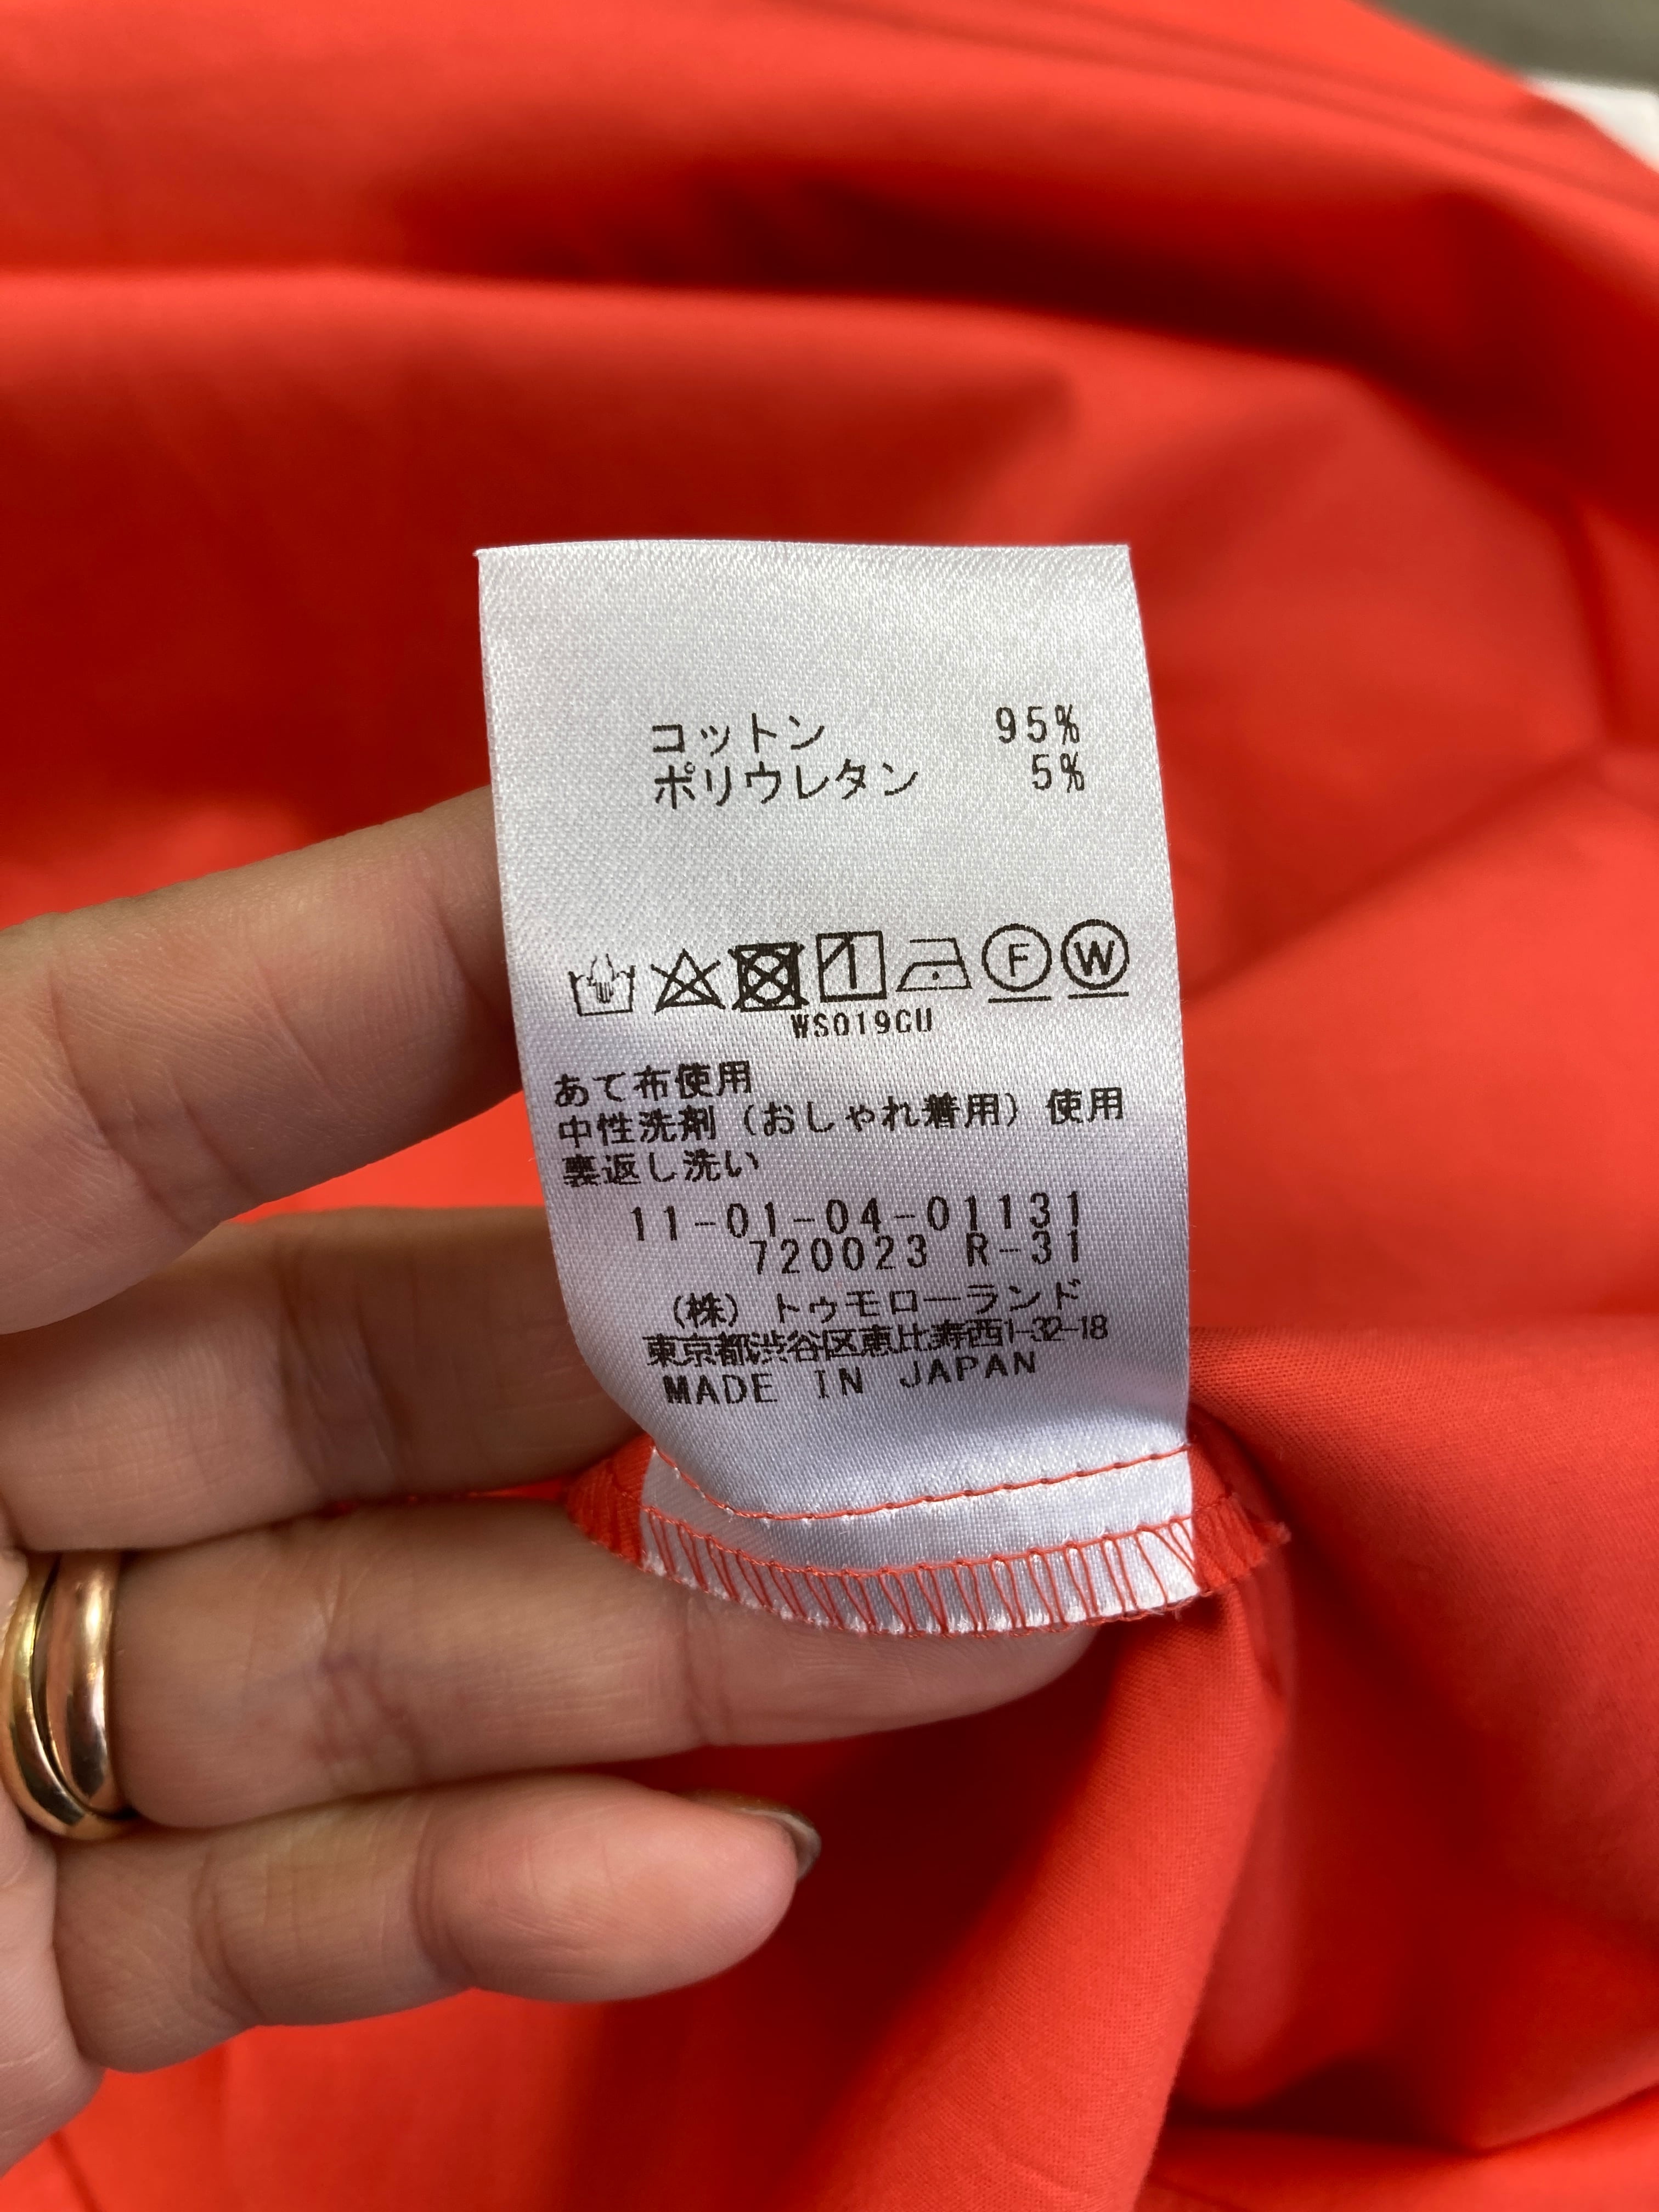 コットン 95%
ポリウレタン 5%
F W
WS019CU
あて布使用
中性洗剤（おしゃれ着用）使用
裏返し洗い
11-01-04-01131
720023 R-31
（株）トゥモローランド
東京都渋谷区恵比寿西1-32-18
MADE IN JAPAN